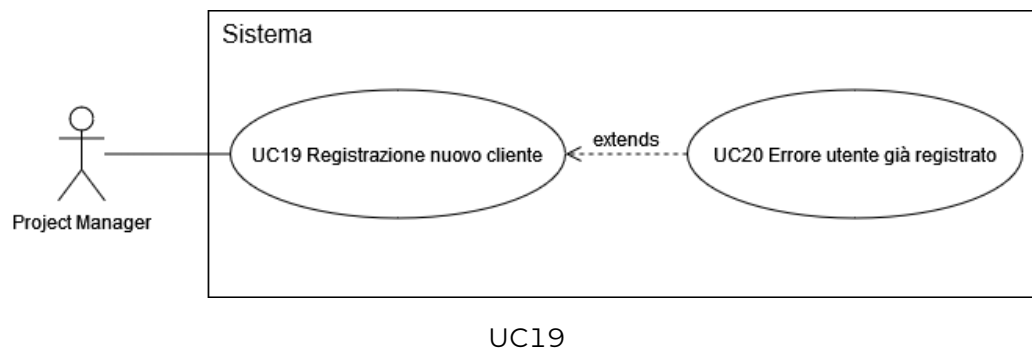 Sistema
UC19 Registrazione nuovo cliente
extends
UC20 Errore utente già registrato
Project Manager
UC19